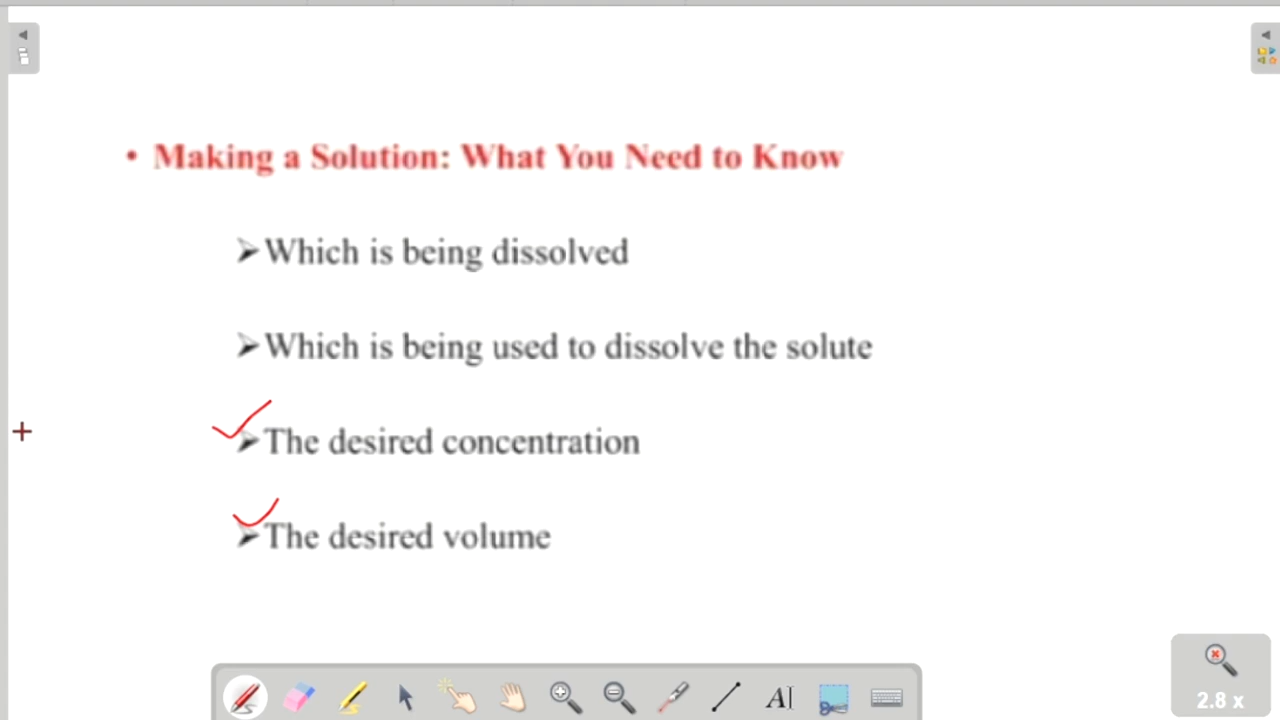 • Making a Solution: What You Need to Know
➢Which is being dissolved
➢Which is being used to dissolve the solute
➢The desired concentration
➢The desired volume
AI
2.8 x